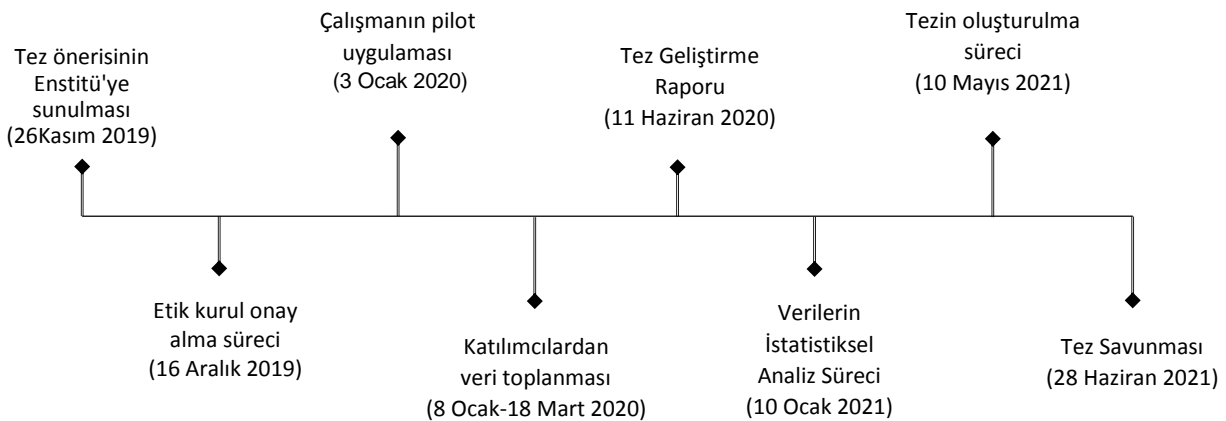 Tez önerisinin
Enstitü'ye
sunulması
(26Kasım 2019)
Etik kurul onay
alma süreci
(16 Aralık 2019)
Çalışmanın pilot
uygulaması
(3 Ocak 2020)
Katılımcılardan
veri toplanması
(8 Ocak-18 Mart 2020)
Tez Geliştirme
Raporu
(11 Haziran 2020)
Verilerin
İstatistiksel
Analiz Süreci
(10 Ocak 2021)
Tezin oluşturulma
süreci
(10 Mayıs 2021)
Tez Savunması
(28 Haziran 2021)